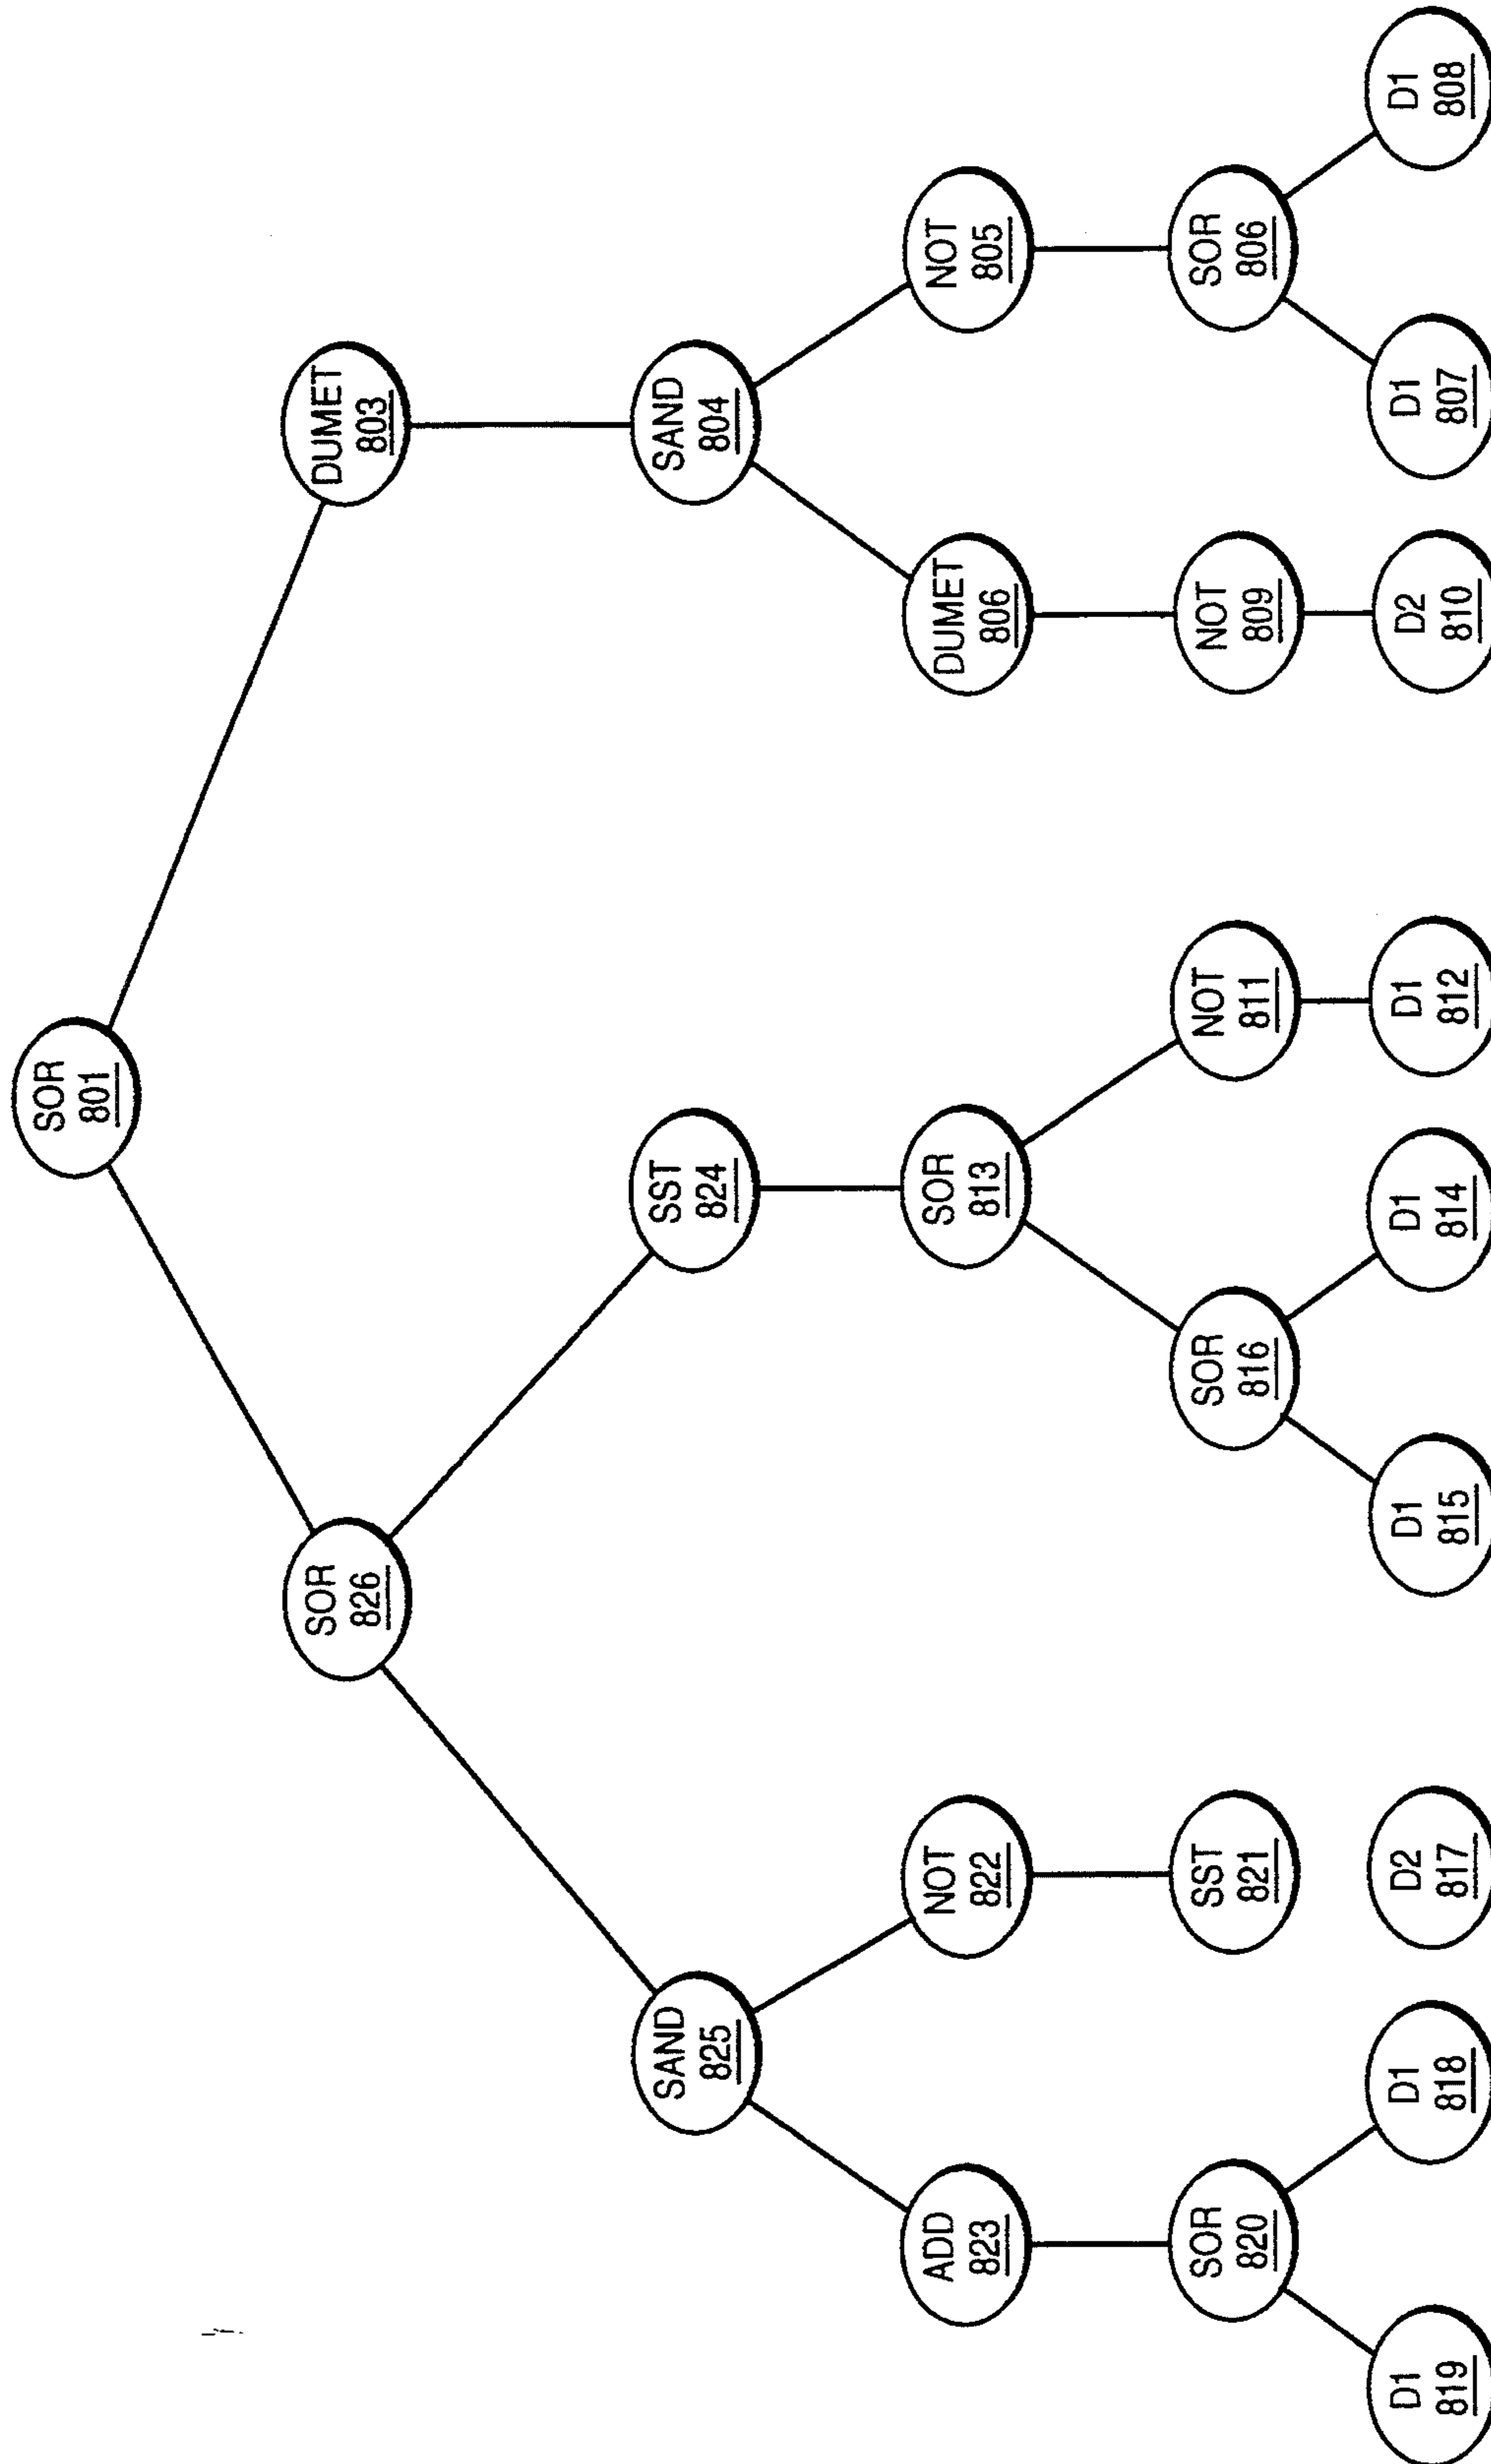 SOR
801
SOR
826
DUMET
803
SAND
825
SST
824
SAND
804
ADD
823
NOT
822
SOR
813
DUMET
806
NOT
805
SOR
820
SST
821
SOR
816
NOT
811
NOT
809
SOR
806
D1
819
D1
818
D2
817
D1
815
D1
814
D1
812
D2
810
D1
807
D1
808